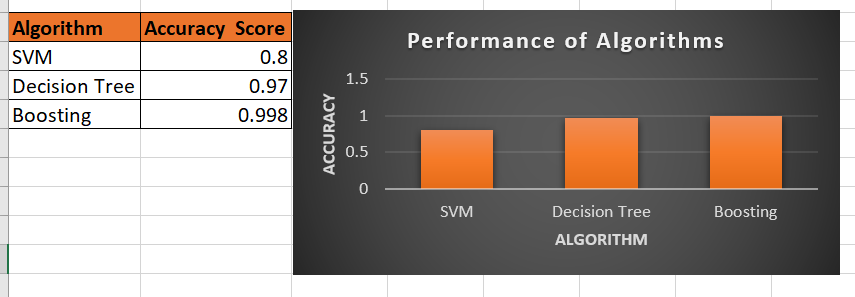 Algorithm Accuracy Score
SVM 0.8
Decision Tree 0.97
Boosting 0.998
Performance of Algorithms
ACCURACY
1.5
1
0.5
0
SVM Decision Tree Boosting
ALGORITHM